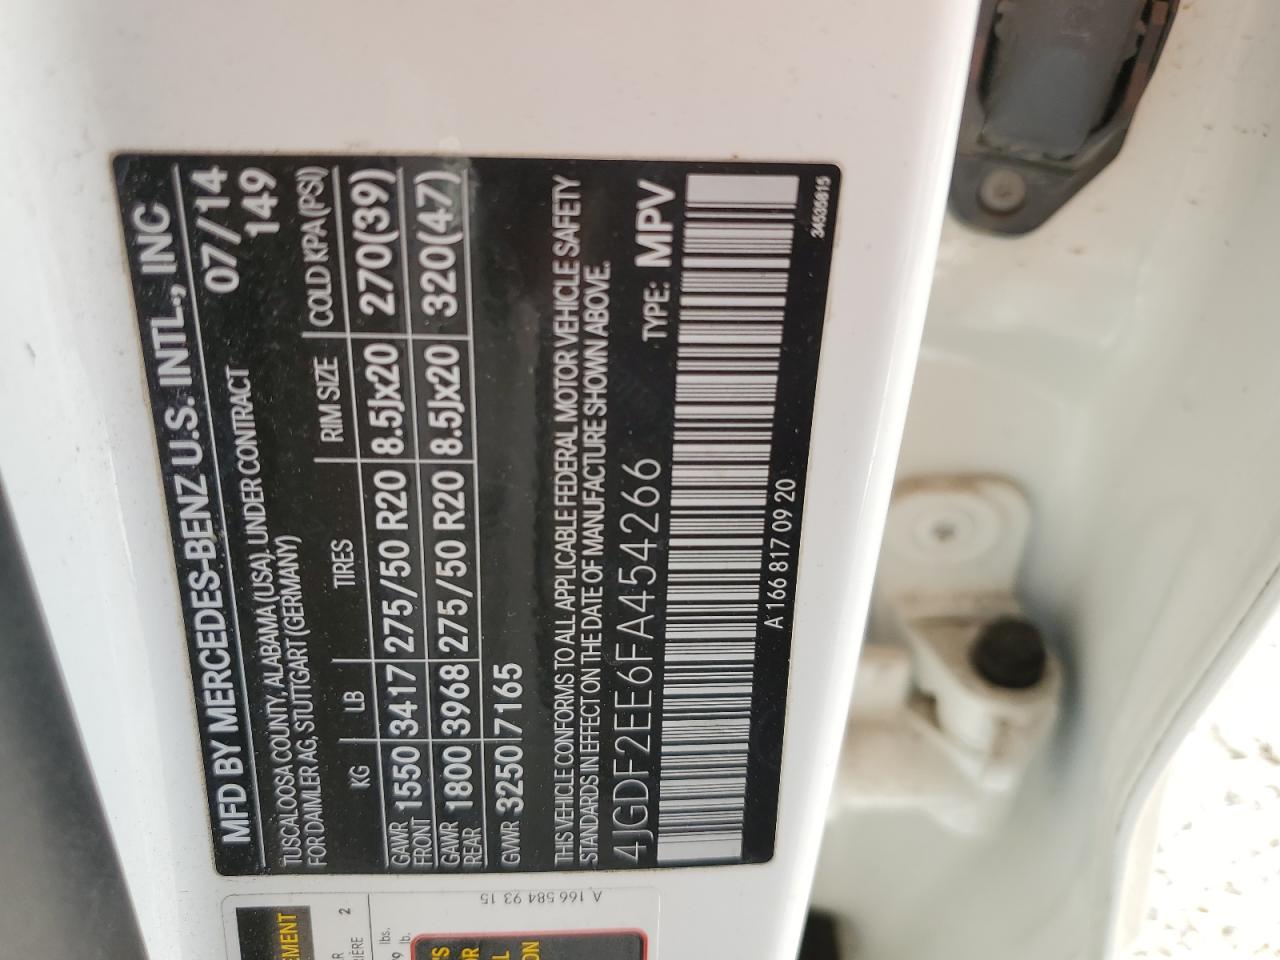 MFD BY MERCEDES-BENZ U.S. INTL., INC
TUSCALOOSA COUNTY, ALABAMA (USA). UNDER CONTRACT 07/14
FOR DAIMLER AG, STUTTGART (GERMANY) 149
KG LB TIRES RIM SIZE COLD KPA (PSI)
GAWR FRONT 1550 3417 275/50 R20 8.5Jx20 270(39)
GAWR REAR 1800 3968 275/50 R20 8.5Jx20 320(47)
GVWR 3250 7165
THIS VEHICLE CONFORMS TO ALL APPLICABLE FEDERAL MOTOR VEHICLE SAFETY
STANDARDS IN EFFECT ON THE DATE OF MANUFACTURE SHOWN ABOVE.
4JGDF2EE6FA454266 TYPE: MPV
A 166 817 09 20
34935815
A 166 584 93 15
2
lbs.
lb.